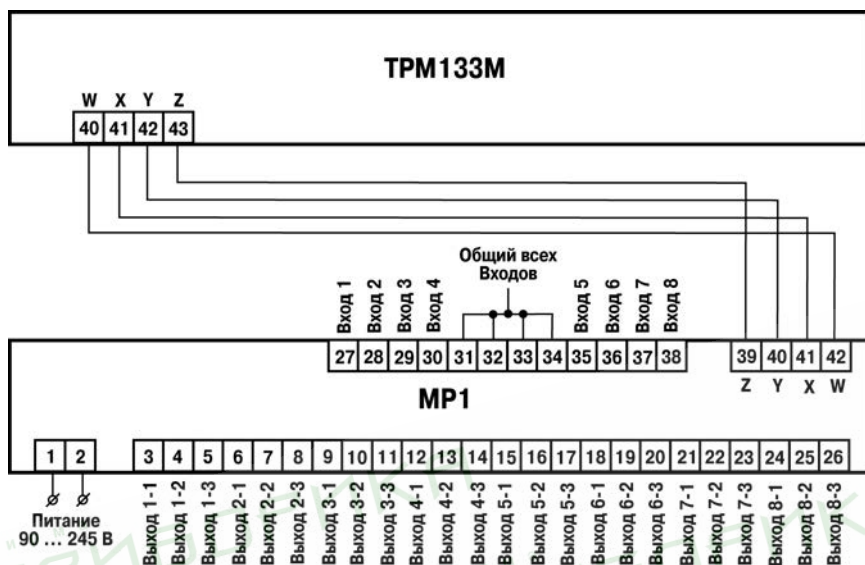 ТРМ133М
W X Y Z
40 41 42 43
Общий всех
Входов
Вход 1
Вход 2
Вход 3
Вход 4
Вход 5
Вход 6
Вход 7
Вход 8
27 28 29 30 31 32 33 34 35 36 37 38
39 40 41 42
Z Y X W
МР1
1 2
3 4 5 6 7 8 9 10 11 12 13 14 15 16 17 18 19 20 21 22 23 24 25 26
Питание
90 ... 245 В
Выход 1-1
Выход 1-2
Выход 1-3
Выход 2-1
Выход 2-2
Выход 2-3
Выход 3-1
Выход 3-2
Выход 3-3
Выход 4-1
Выход 4-2
Выход 4-3
Выход 5-1
Выход 5-2
Выход 5-3
Выход 6-1
Выход 6-2
Выход 6-3
Выход 7-1
Выход 7-2
Выход 7-3
Выход 8-1
Выход 8-2
Выход 8-3